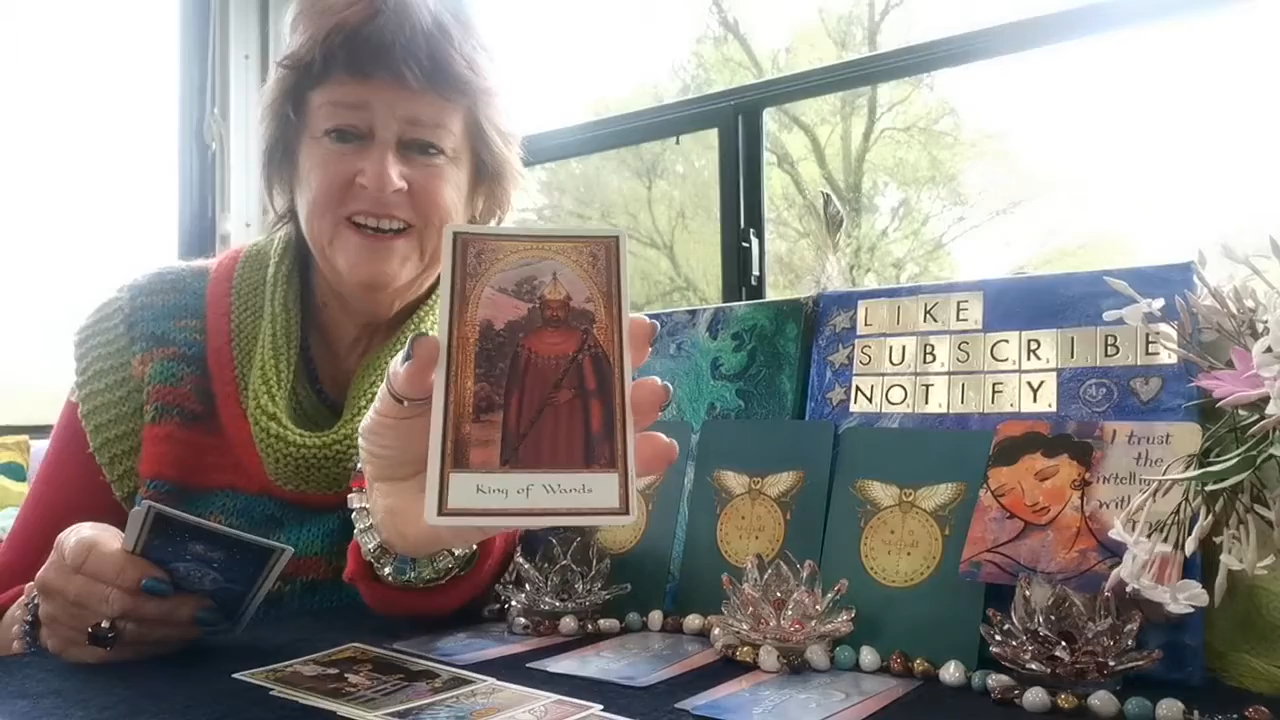 LIKE
SUBSCRIBE
NOTIFY
King of Wands
I trust
the